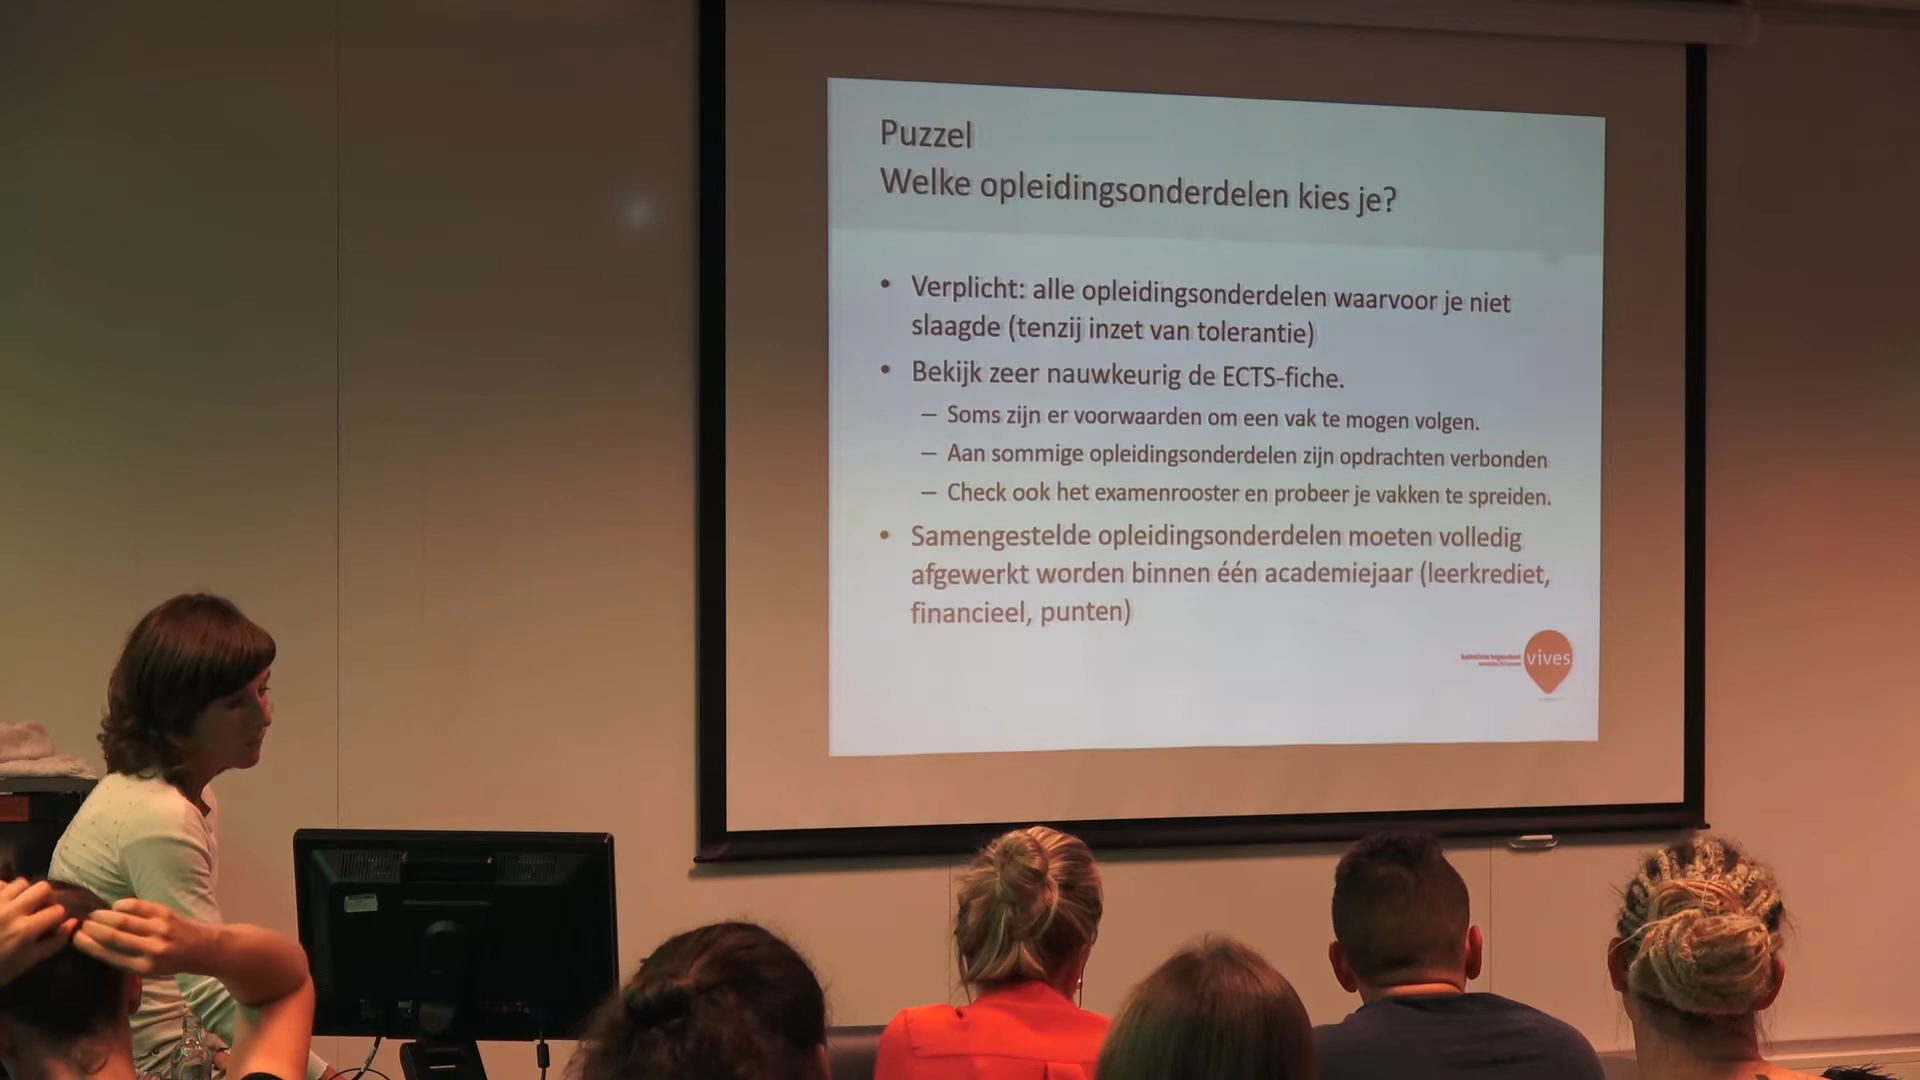 Puzzel
Welke opleidingsonderdelen kies je?
• Verplicht: alle opleidingsonderdelen waarvoor je niet
slaagde (tenzij inzet van tolerantie)
• Bekijk zeer nauwkeurig de ECTS-fiche.
– Soms zijn er voorwaarden om een vak te mogen volgen.
– Aan sommige opleidingsonderdelen zijn opdrachten verbonden
– Check ook het examenrooster en probeer je vakken te spreiden.
• Samengestelde opleidingsonderdelen moeten volledig
afgewerkt worden binnen één academiejaar (leerkrediet,
financieel, punten)
vives